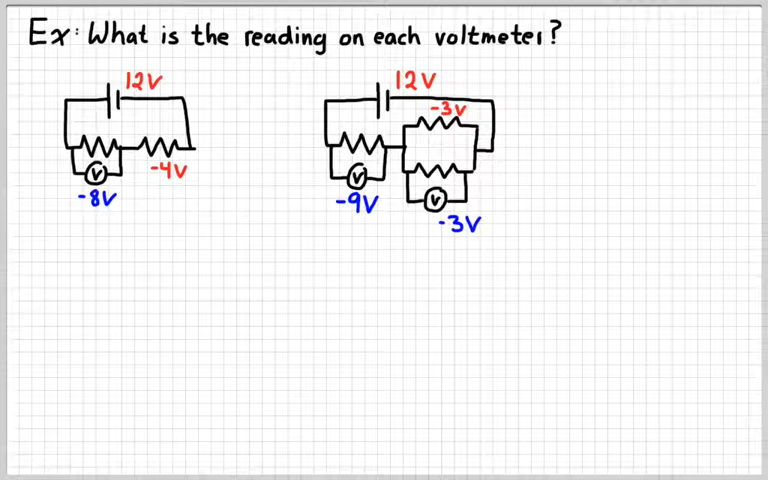 Ex: What is the reading on each voltmeter?
12V
12V
-3V
V
-4V
V
-8V
-9V
V
-3V